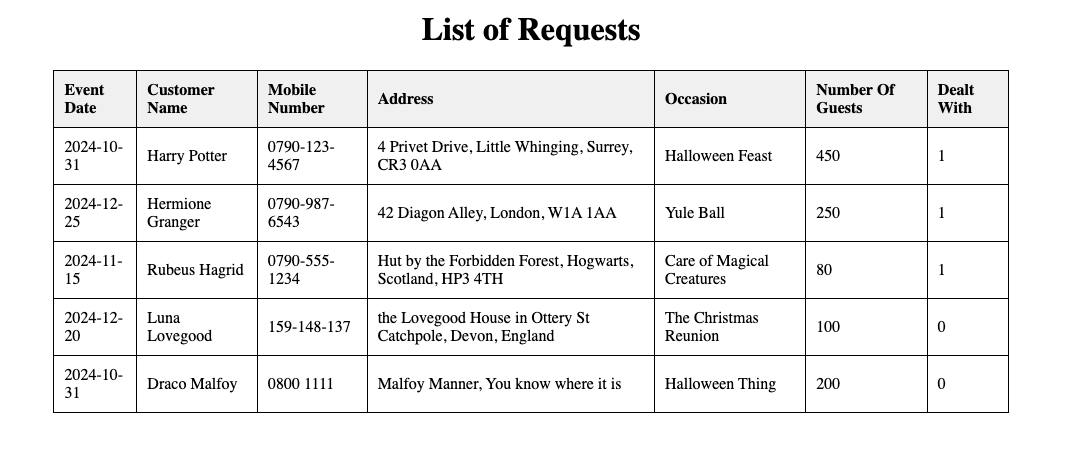 List of Requests
Event Date	Customer Name	Mobile Number	Address	Occasion	Number Of Guests	Dealt With
2024-10-31	Harry Potter	0790-123-4567	4 Privet Drive, Little Whinging, Surrey, CR3 0AA	Halloween Feast	450	1
2024-12-25	Hermione Granger	0790-987-6543	42 Diagon Alley, London, W1A 1AA	Yule Ball	250	1
2024-11-15	Rubeus Hagrid	0790-555-1234	Hut by the Forbidden Forest, Hogwarts, Scotland, HP3 4TH	Care of Magical Creatures	80	1
2024-12-20	Luna Lovegood	159-148-137	the Lovegood House in Ottery St Catchpole, Devon, England	The Christmas Reunion	100	0
2024-10-31	Draco Malfoy	0800 1111	Malfoy Manner, You know where it is	Halloween Thing	200	0